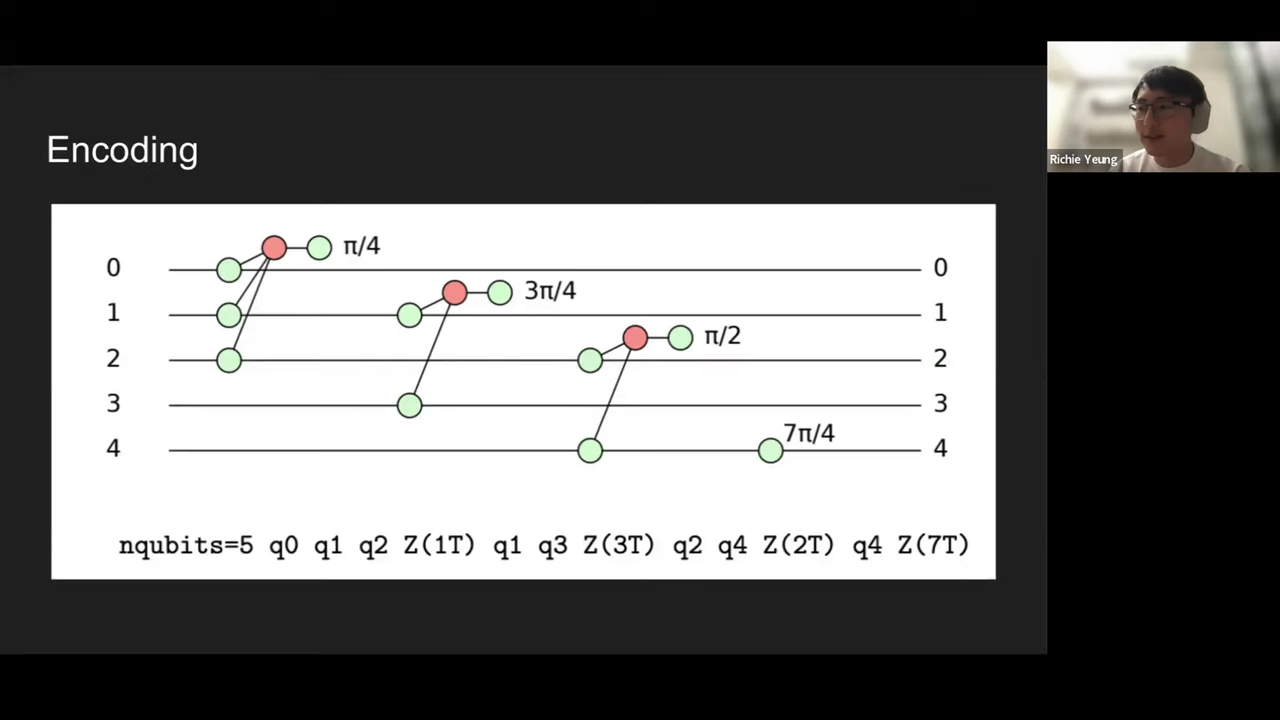 Encoding
π/4
0 0
3π/4
1 1
π/2
2 2
3 3
7π/4
4 4
nqubits=5 q0 q1 q2 Z(1T) q1 q3 Z(3T) q2 q4 Z(2T) q4 Z(7T)
Richie Yeung